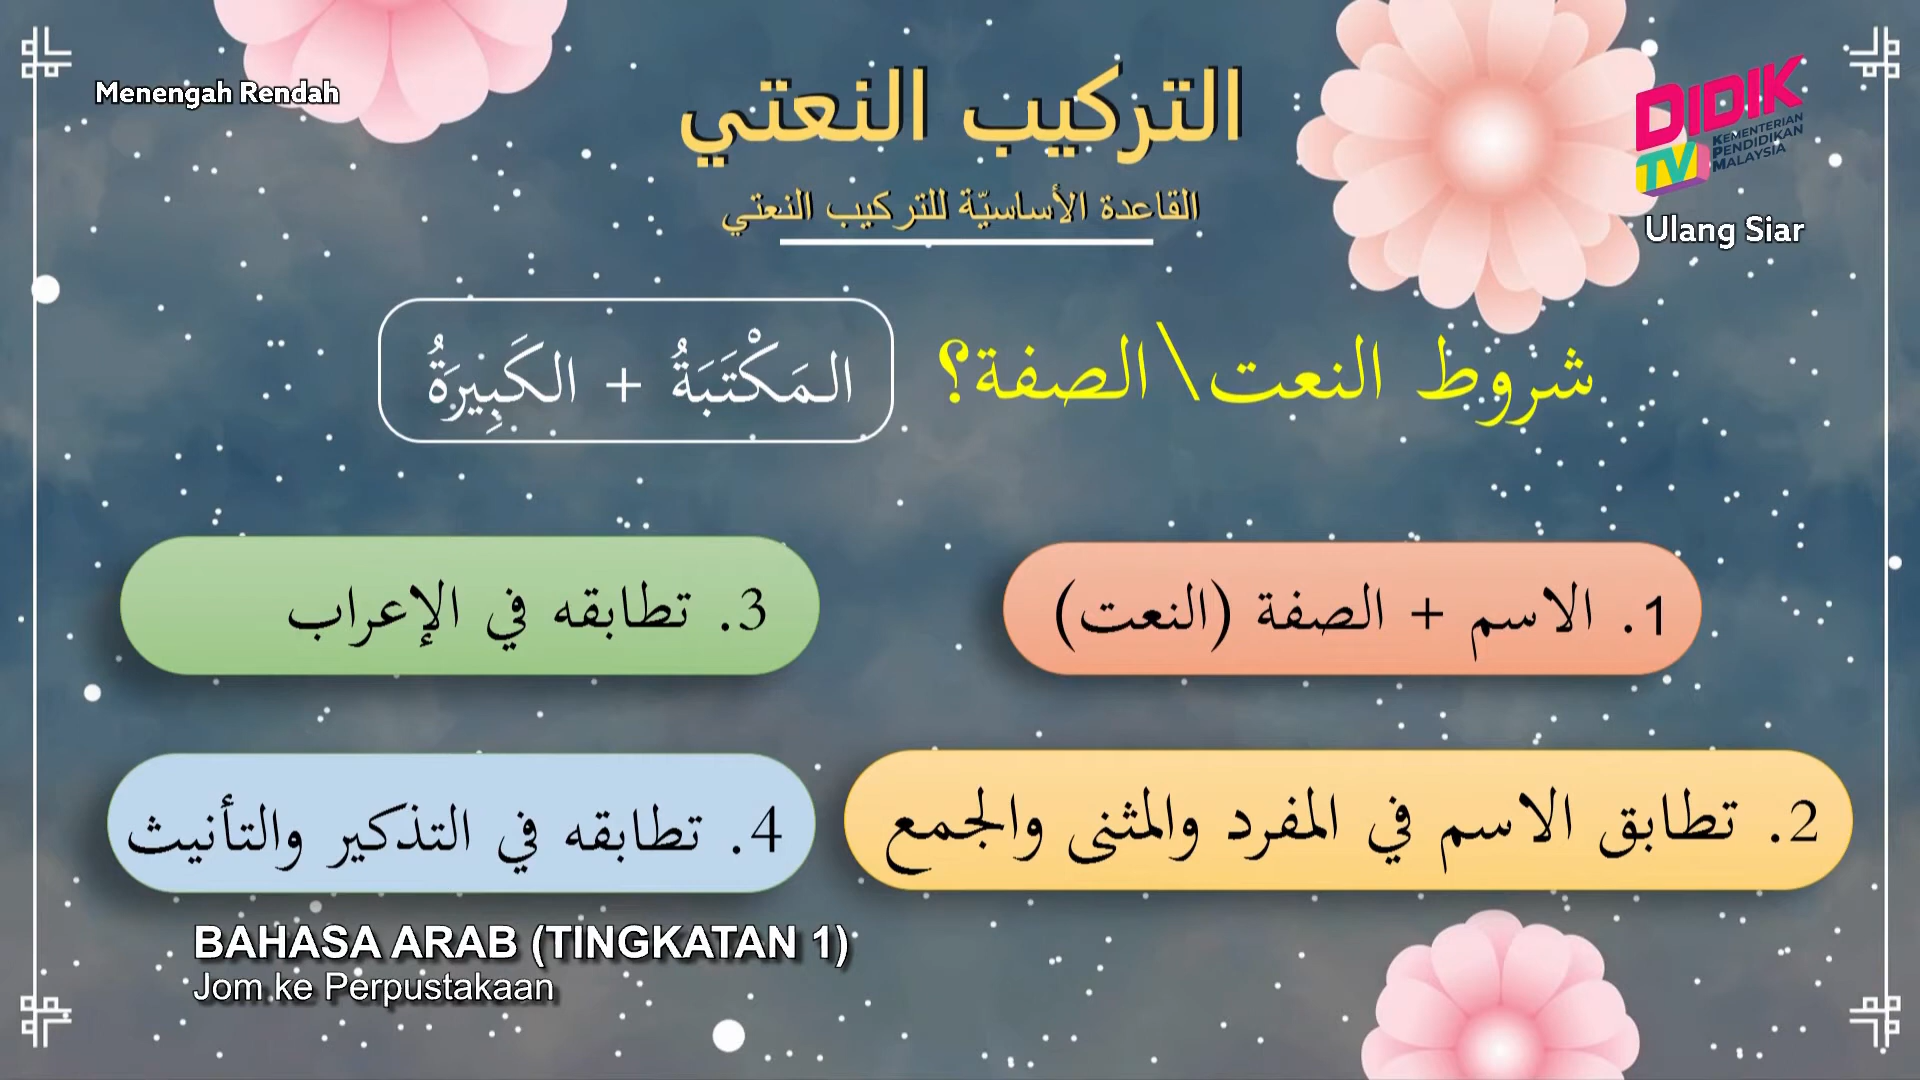 Menengah Rendah
التركيب النعتي
DIDIK
TV
KEMENTERIAN
PENDIDIKAN
MALAYSIA
Ulang Siar
القاعدة الأساسيّة للتركيب النعتي
شروط النعت\الصفة؟
المَكْتَبَةُ + الكَبِيرَةُ
1. الاسم + الصفة (النعت)
2. تطابق الاسم في المفرد والمثنى والجمع
3. تطابقه في الإعراب
4. تطابقه في التذكير والتأنيث
BAHASA ARAB (TINGKATAN 1)
Jom ke Perpustakaan